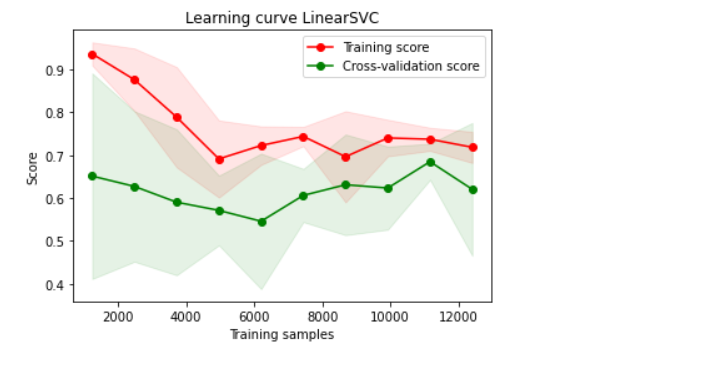 Learning curve LinearSVC
Training score
Cross-validation score
0.9
0.8
0.7
0.6
0.5
0.4
Score
2000 4000 6000 8000 10000 12000
Training samples